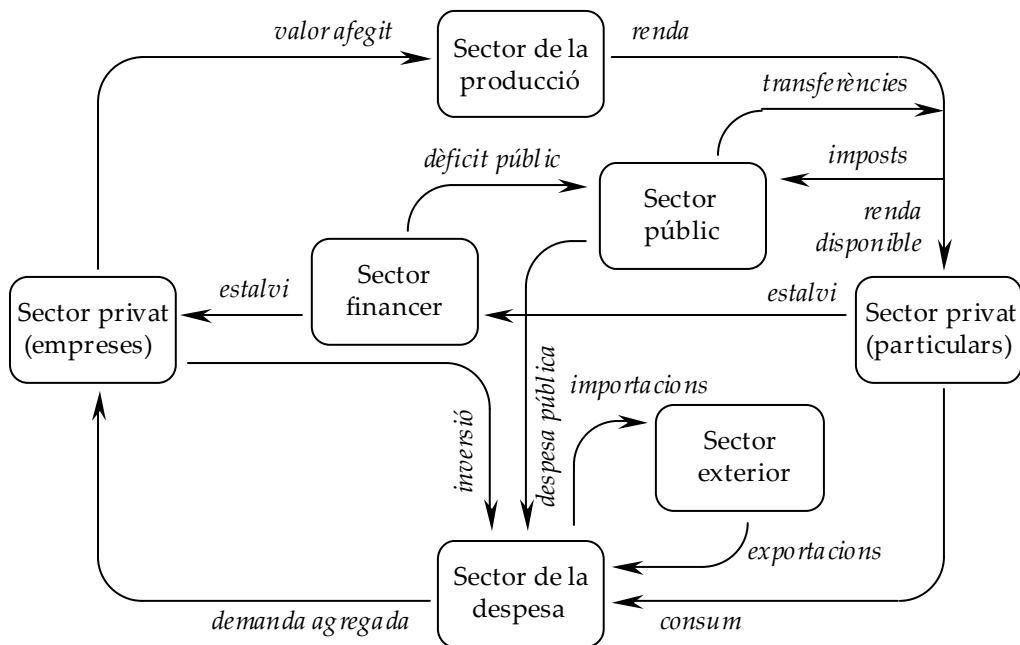 valor afegit
Sector de la
producció
renda
transferències
dèficit públic
imposts
Sector
públic
renda
disponible
Sector
financer
estalvi
estalvi
Sector privat
(empreses)
Sector privat
(particulars)
importacions
inversió
despesa pública
Sector
exterior
exportacions
Sector de la
despesa
demanda agregada
consum